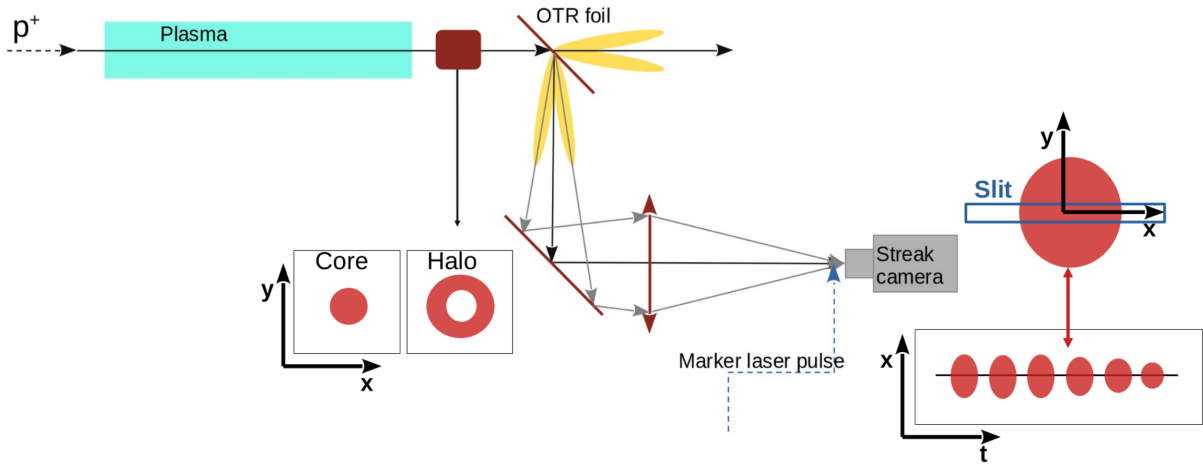 p+
Plasma
OTR foil
y
Core
Halo
x
Marker laser pulse
Streak
camera
Slit
y
x
x
t